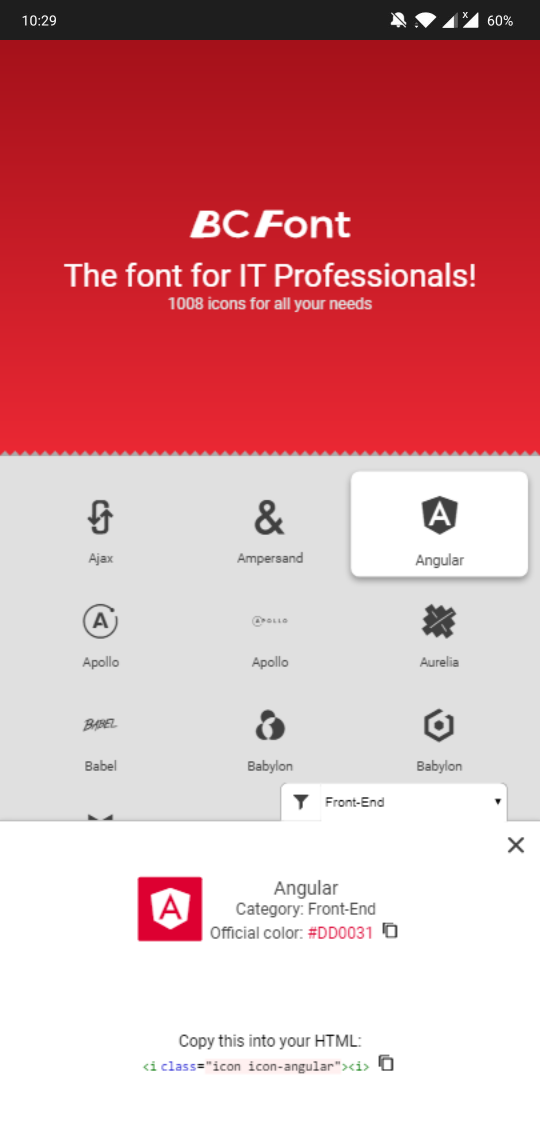 10:29
x
60%
BC Font
The font for IT Professionals!
1008 icons for all your needs
Ajax
&
Ampersand
A
Angular
A
Apollo
APOLLO
Apollo
Aurelia
BABEL
Babel
Babylon
Babylon
Front-End
A
Angular
Category: Front-End
Official color: #DD0031
Copy this into your HTML:
<i class="icon icon-angular"><i>